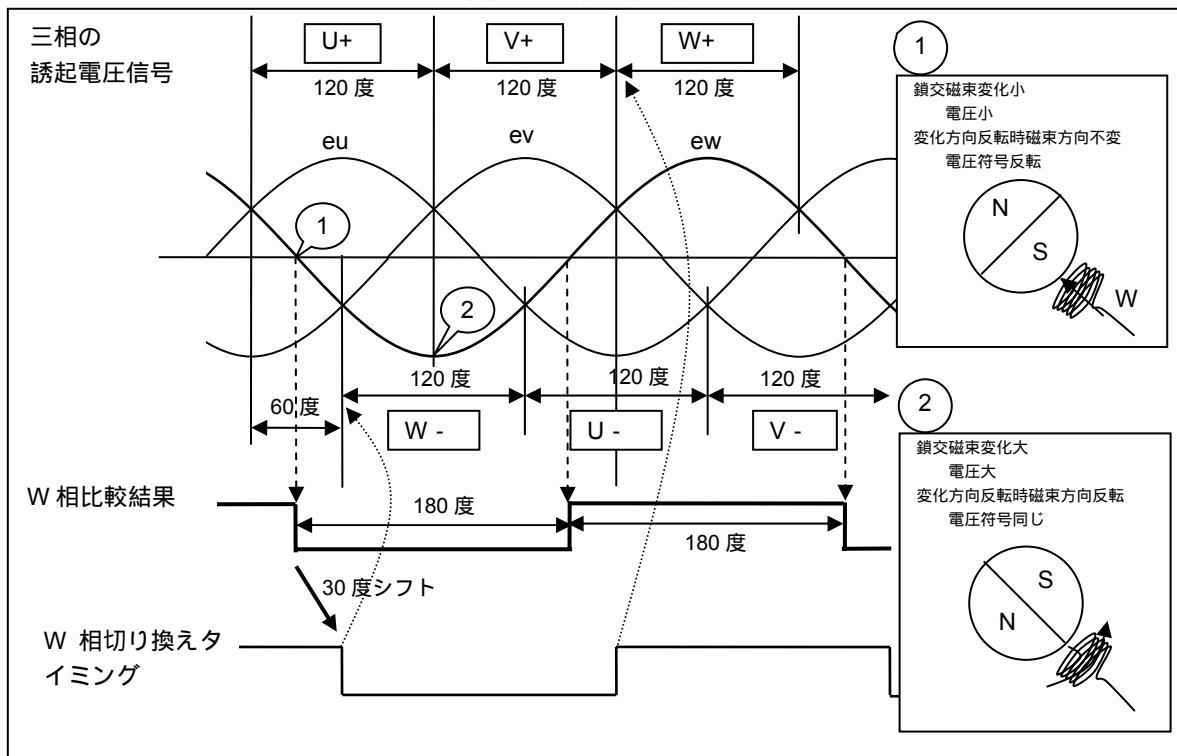 三相の
誘起電圧信号
U+
V+
W+
120 度
120 度
120 度
eu
ev
ew
1
2
120 度
120 度
120 度
60 度
W -
U -
V -
W 相比較結果
180 度
180 度
30 度シフト
W 相切り換えタ
イミング
1
鎖交磁束変化小
電圧小
変化方向反転時磁束方向不変
電圧符号反転
N
S
W
2
鎖交磁束変化大
電圧大
変化方向反転時磁束方向反転
電圧符号同じ
S
N